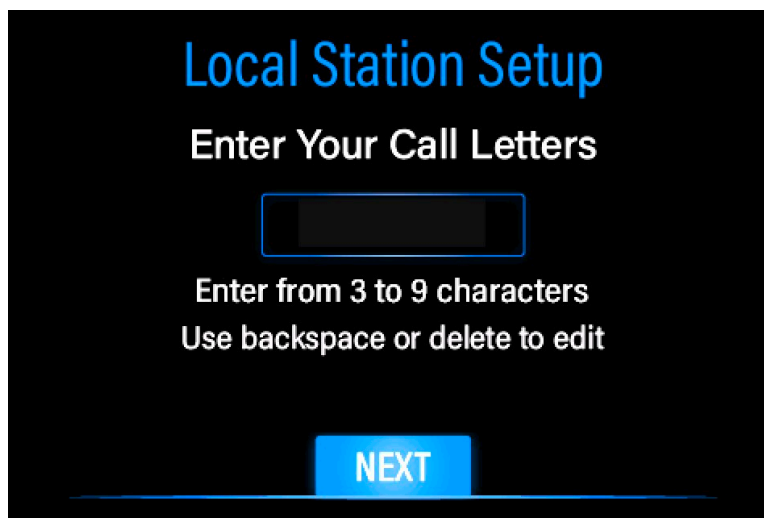 Local Station Setup
Enter Your Call Letters
Enter from 3 to 9 characters
Use backspace or delete to edit
NEXT